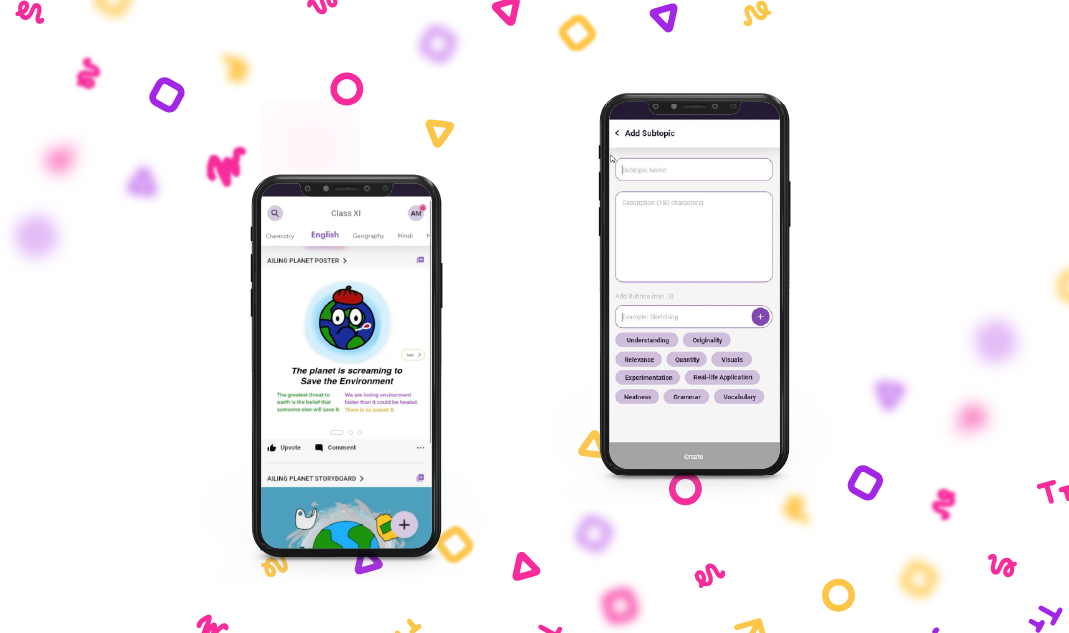 Class XI
AM
Chemistry English Geography Hindi H
AILING PLANET POSTER
The planet is screaming to
Save the Environment
The greatest threat to
earth is the belief that
someone else will save it.
We are losing environment
faster than it could be healed.
There is no planet B.
Upvote Comment
AILING PLANET STORYBOARD
+
Add Subtopic
Subtopic Name
Description (150 characters)
Add Rubrics (min. 3)
Example: Sketching
+
Understanding Originality
Relevance Quantity Visuals
Experimentation Real-life Application
Neatness Grammar Vocabulary
Create